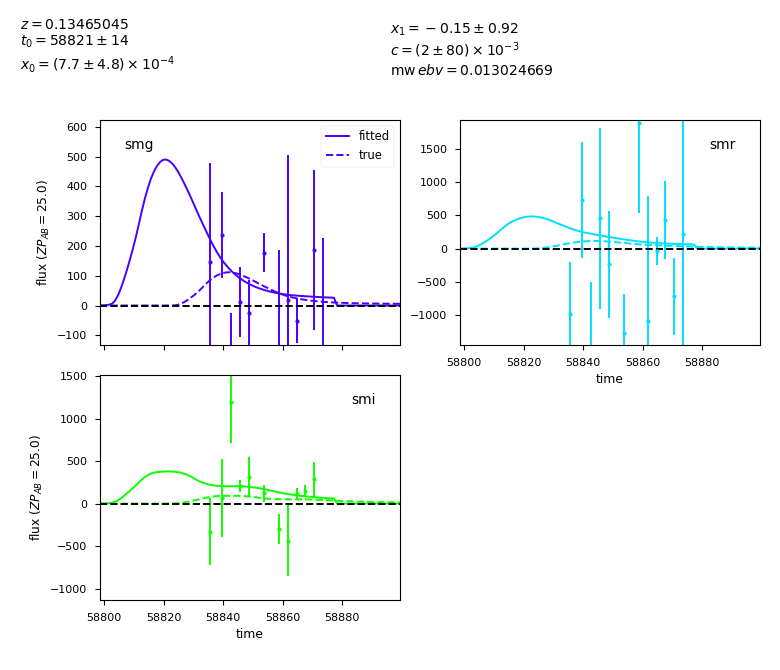 z = 0.13465045
t₀ = 58821 ± 14
x₀ = (7.7 ± 4.8) × 10⁻⁴
x₁ = −0.15 ± 0.92
c = (2 ± 80) × 10⁻³
mw ebv = 0.013024669
smg
fitted
true
600
500
400
300
200
100
0
−100
flux (ZP_AB = 25.0)
smr
1500
1000
500
0
−500
−1000
58800 58820 58840 58860 58880
time
smi
1500
1000
500
0
−500
−1000
flux (ZP_AB = 25.0)
58800 58820 58840 58860 58880
time